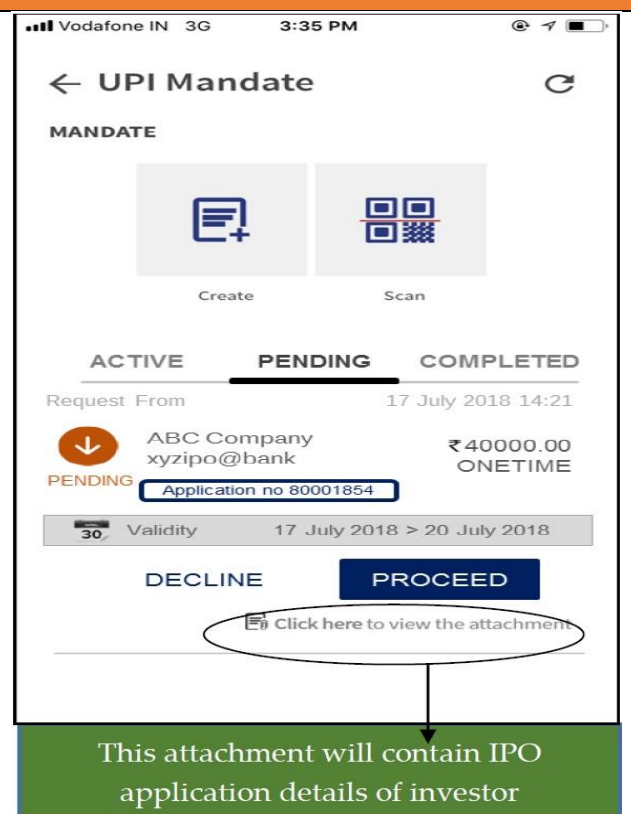 Vodafone IN 3G 3:35 PM
← UPI Mandate
MANDATE
Create Scan
ACTIVE PENDING COMPLETED
Request From 17 July 2018 14:21
ABC Company ₹40000.00
xyzipo@bank ONETIME
PENDING
Application no 80001854
30 Validity 17 July 2018 > 20 July 2018
DECLINE PROCEED
Click here to view the attachment
This attachment will contain IPO
application details of investor